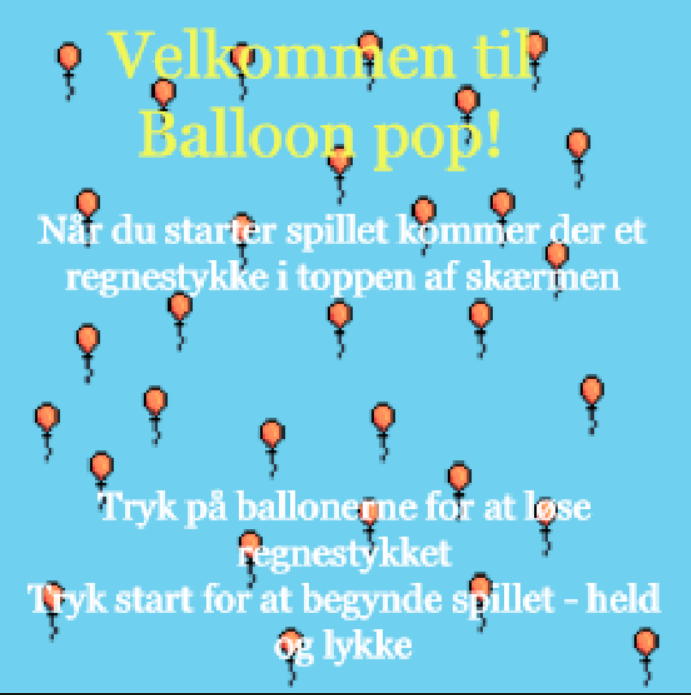 Velkommen til
Balloon pop!
Når du starter spillet kommer der et
regnestykke i toppen af skærmen
Tryk på ballonerne for at løse
regnestykket
Tryk start for at begynde spillet - held
og lykke